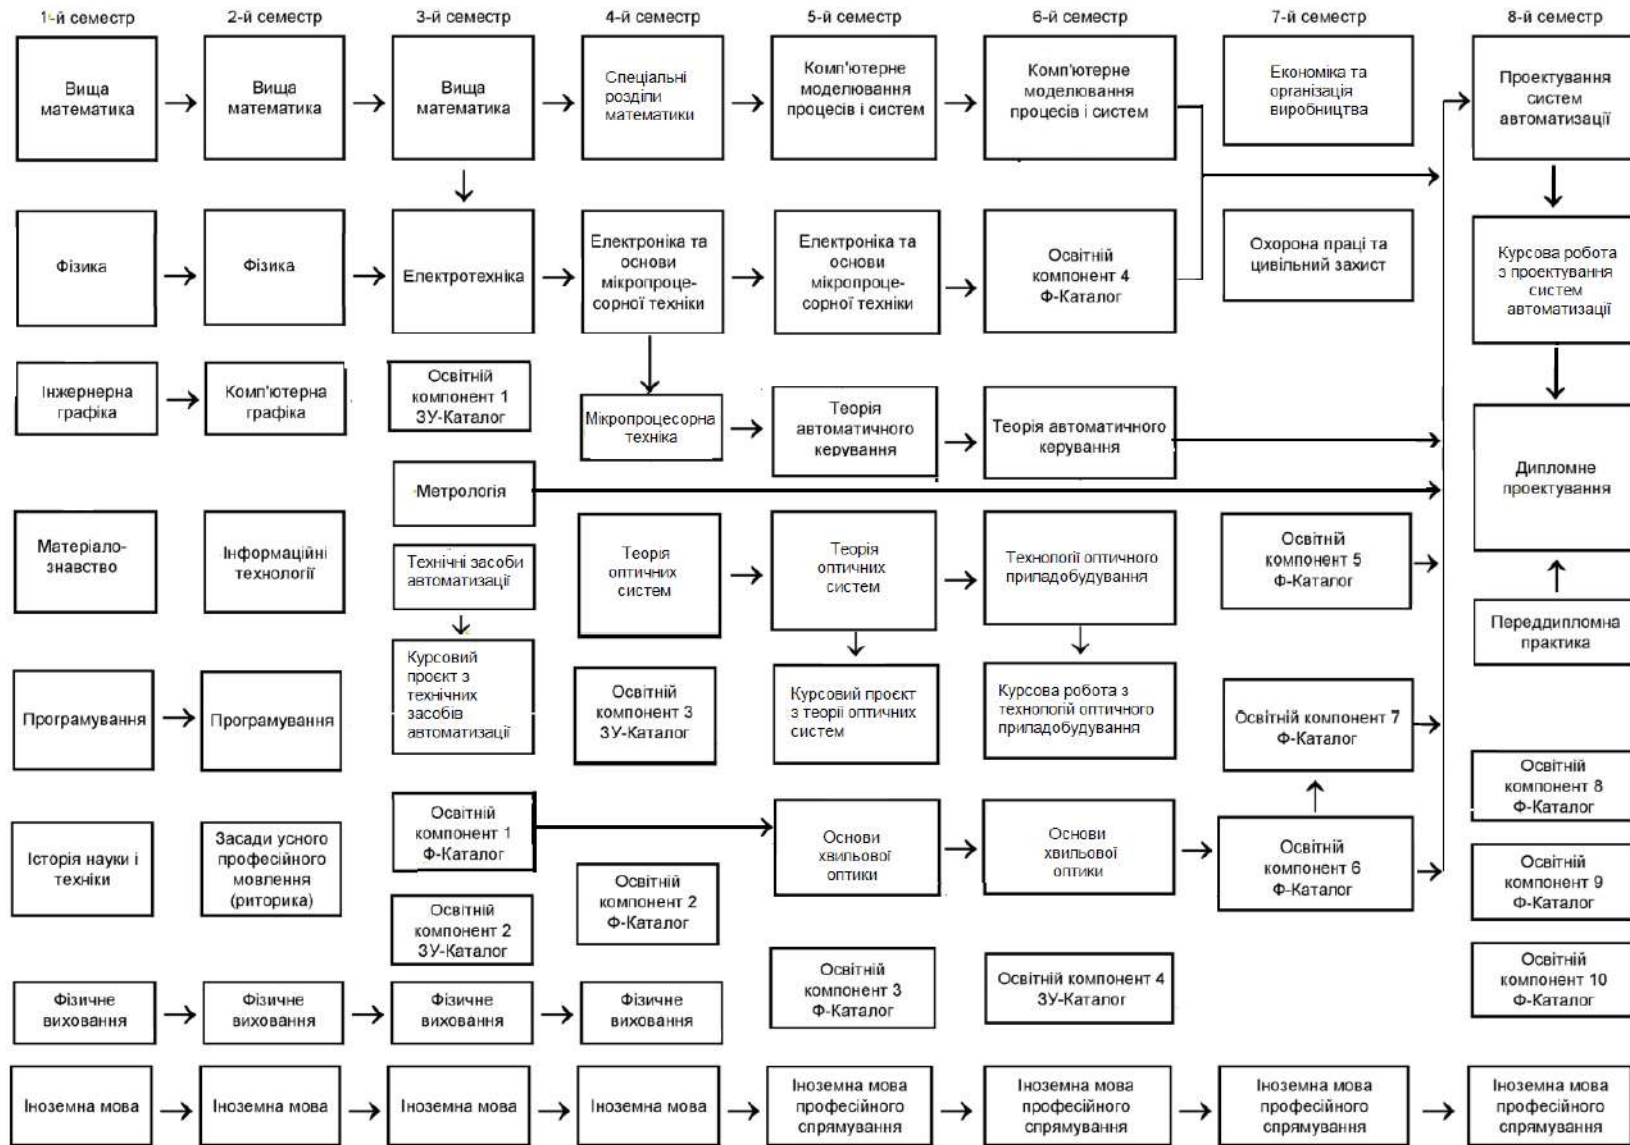 1-й семестр
2-й семестр
3-й семестр
4-й семестр
5-й семестр
6-й семестр
7-й семестр
8-й семестр
Вища
математика
Вища
математика
Вища
математика
Спеціальні
розділи
математики
Комп'ютерне
моделювання
процесів і систем
Комп'ютерне
моделювання
процесів і систем
Економіка та
організація
виробництва
Проектування
систем
автоматизації
Фізика
Фізика
Електротехніка
Електроніка та
основи
мікропроце-
сорної техніки
Електроніка та
основи
мікропроце-
сорної техніки
Освітній
компонент 4
Ф-Каталог
Охорона праці та
цивільний захист
Курсова робота
з проектування
систем
автоматизації
Інжернерна
графіка
Комп'ютерна
графіка
Освітній
компонент 1
ЗУ-Каталог
Мікропроцесорна
техніка
Теорія
автоматичного
керування
Теорія автоматичного
керування
Дипломне
проектування
Метрологія
Матеріало-
знавство
Інформаційні
технології
Технічні засоби
автоматизації
Теорія
оптичних
систем
Теорія
оптичних
систем
Технології оптичного
приладобудування
Освітній
компонент 5
Ф-Каталог
Переддипломна
практика
Програмування
Програмування
Курсовий
проєкт з
технічних
засобів
автоматизації
Освітній
компонент 3
ЗУ-Каталог
Курсовий проєкт
з теорії оптичних
систем
Курсова робота з
технологій оптичного
приладобудування
Освітній компонент 7
Ф-Каталог
Освітній
компонент 8
Ф-Каталог
Історія науки і
техніки
Засади усного
професійного
мовлення
(риторика)
Освітній
компонент 1
Ф-Каталог
Освітній
компонент 2
Ф-Каталог
Основи
хвильової
оптики
Основи
хвильової
оптики
Освітній
компонент 6
Ф-Каталог
Освітній
компонент 9
Ф-Каталог
Освітній
компонент 2
ЗУ-Каталог
Освітній
компонент 3
Ф-Каталог
Освітній компонент 4
ЗУ-Каталог
Освітній
компонент 10
Ф-Каталог
Фізичне
виховання
Фізичне
виховання
Фізичне
виховання
Фізичне
виховання
Іноземна мова
Іноземна мова
Іноземна мова
Іноземна мова
Іноземна мова
професійного
спрямування
Іноземна мова
професійного
спрямування
Іноземна мова
професійного
спрямування
Іноземна мова
професійного
спрямування